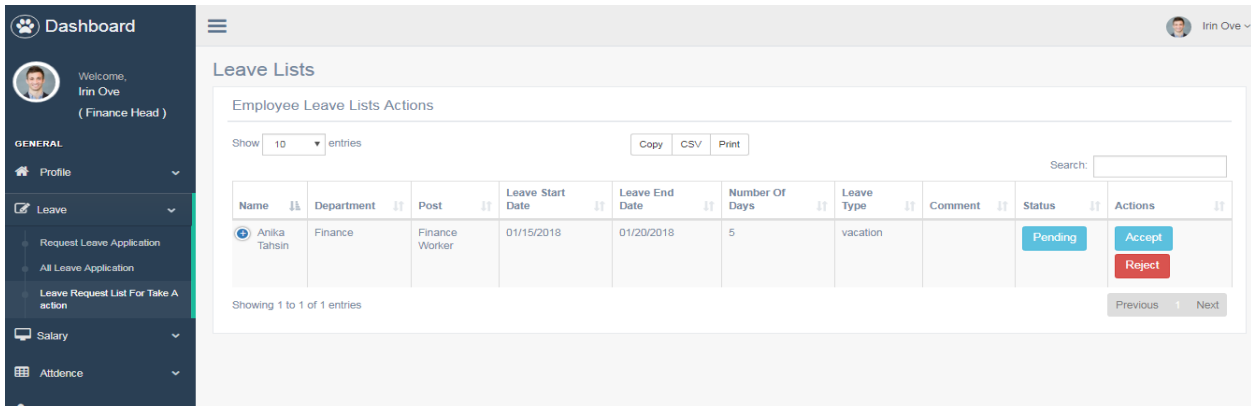 Dashboard
Irin Ove
Welcome,
Irin Ove
( Finance Head )
GENERAL
Profile
Leave
Request Leave Application
All Leave Application
Leave Request List For Take A
action
Salary
Attdence
Leave Lists
Employee Leave Lists Actions
Show 10 entries
Copy CSV Print
Search:
Name Department Post Leave Start Date Leave End Date Number Of Days Leave Type Comment Status Actions
Anika Tahsin Finance Finance Worker 01/15/2018 01/20/2018 5 vacation Pending Accept
Reject
Showing 1 to 1 of 1 entries
Previous 1 Next